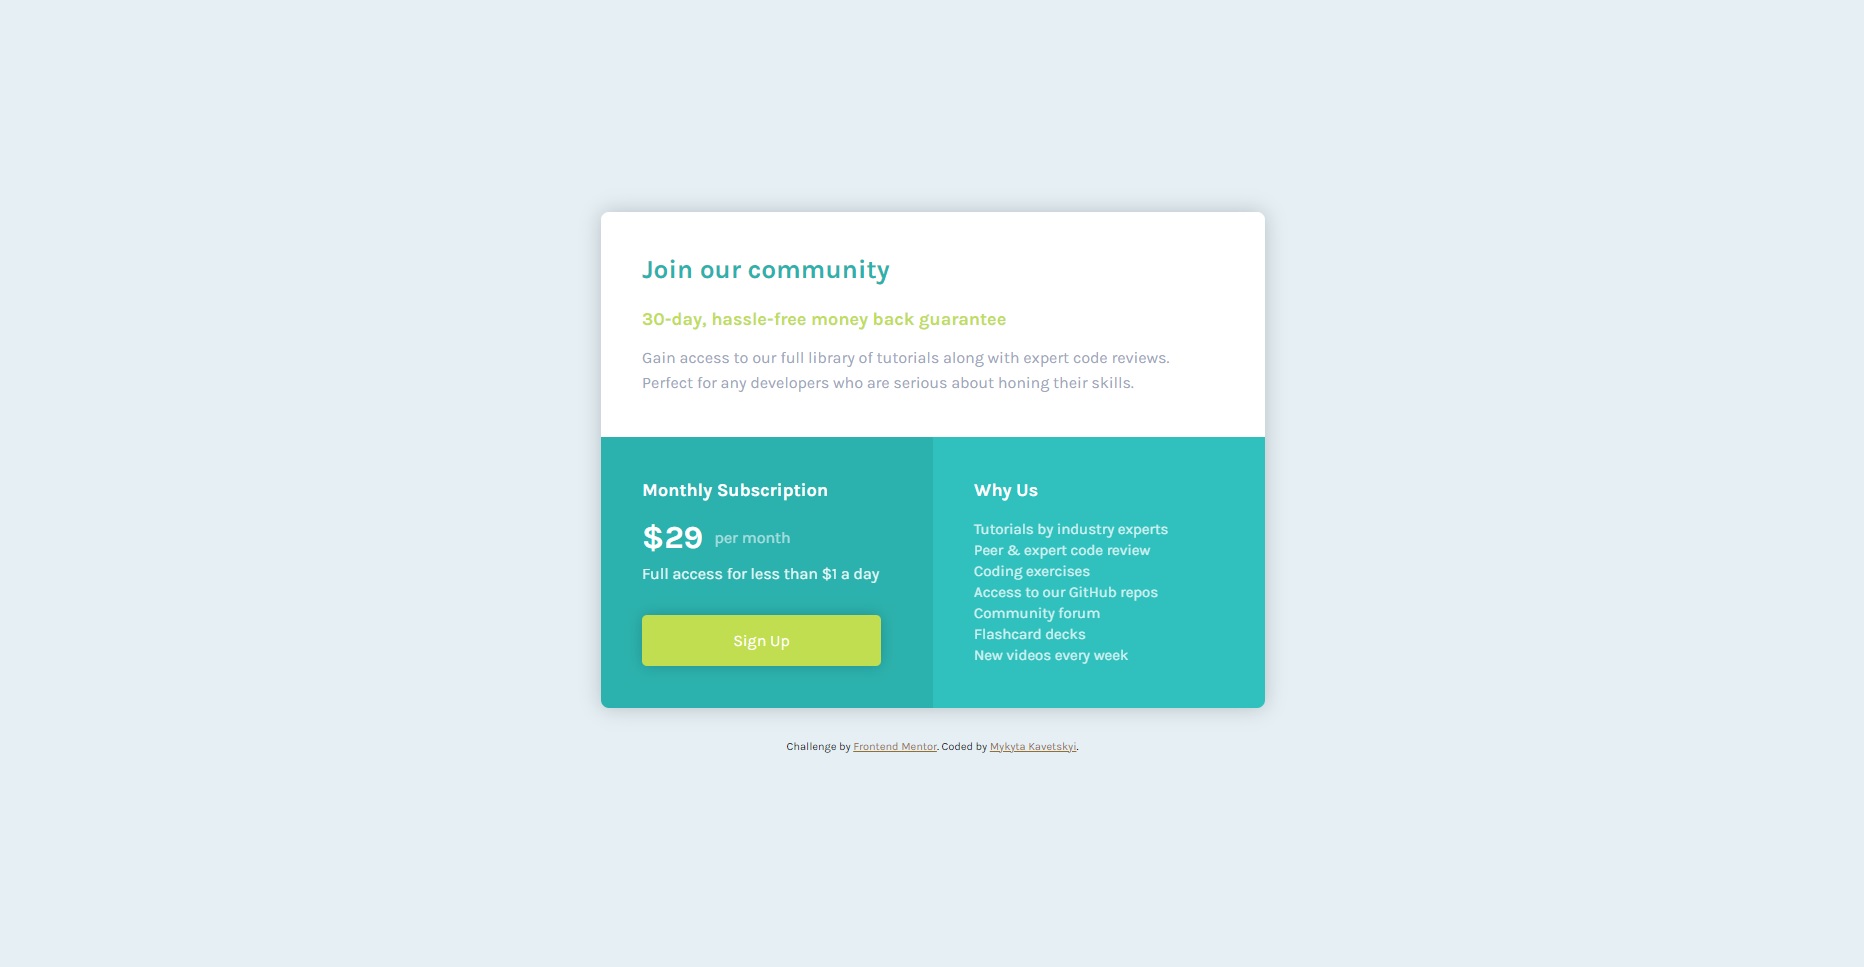 Join our community
30-day, hassle-free money back guarantee
Gain access to our full library of tutorials along with expert code reviews.
Perfect for any developers who are serious about honing their skills.
Monthly Subscription
$29 per month
Full access for less than $1 a day
Sign Up
Why Us
Tutorials by industry experts
Peer & expert code review
Coding exercises
Access to our GitHub repos
Community forum
Flashcard decks
New videos every week
Challenge by Frontend Mentor. Coded by Mykyta Kavetskyi.